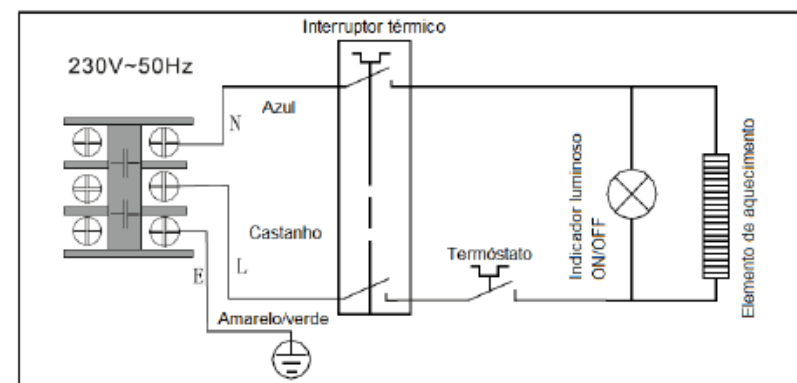 Interruptor térmico
230V~50Hz
N
Azul
Castanho
L
E
Amarelo/verde
Termóstato
Indicador luminoso
ON/OFF
Elemento de aquecimento